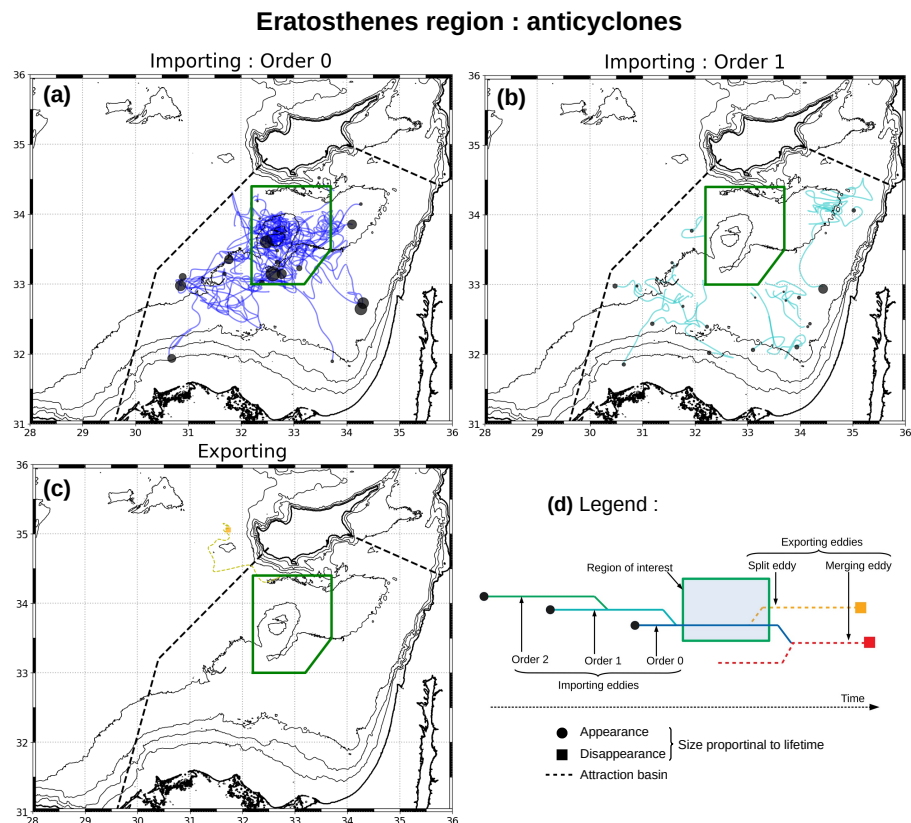 Eratosthenes region : anticyclones
Importing : Order 0
Importing : Order 1
36
35
34
33
32
31
(a)
28 29 30 31 32 33 34 35 36
36
35
34
33
32
31
(b)
28 29 30 31 32 33 34 35 36
Exporting
36
35
34
33
32
31
(c)
28 29 30 31 32 33 34 35 36
(d) Legend :
Exporting eddies
Region of interest
Split eddy
Merging eddy
Order 2
Order 1
Order 0
Importing eddies
Time
Appearance
Disappearance
Size proportinal to lifetime
Attraction basin